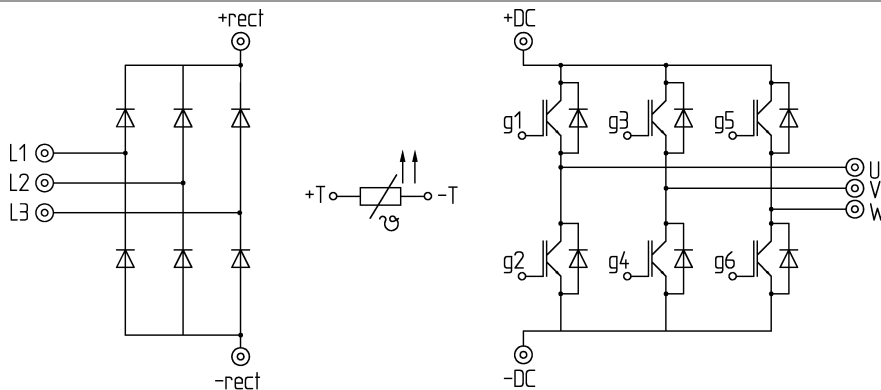 +rect
+DC
g1
g3
g5
L1
L2
L3
+T
-T
ϑ
U
V
W
g2
g4
g6
-rect
-DC